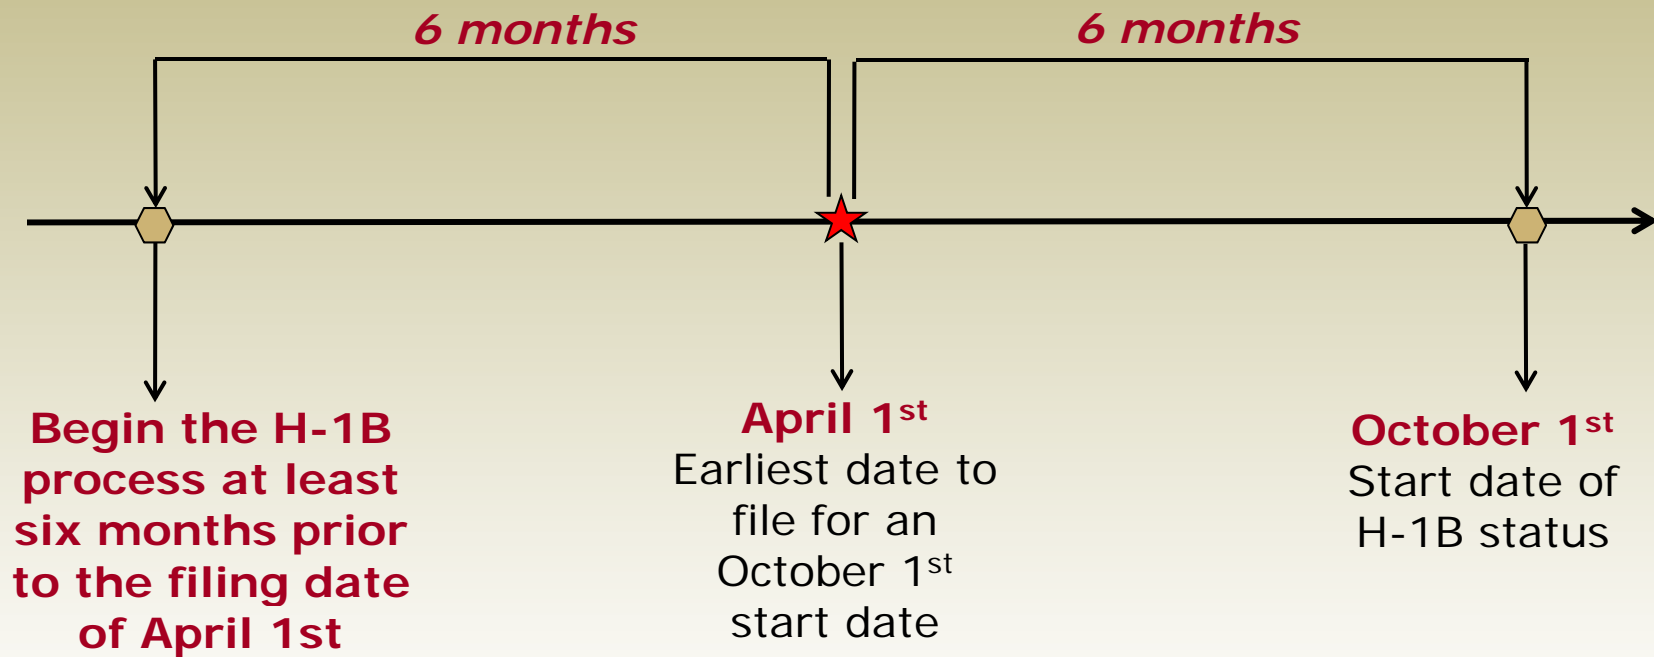 6 months
6 months
Begin the H-1B
process at least
six months prior
to the filing date
of April 1st
April 1st
Earliest date to
file for an
October 1st
start date
October 1st
Start date of
H-1B status